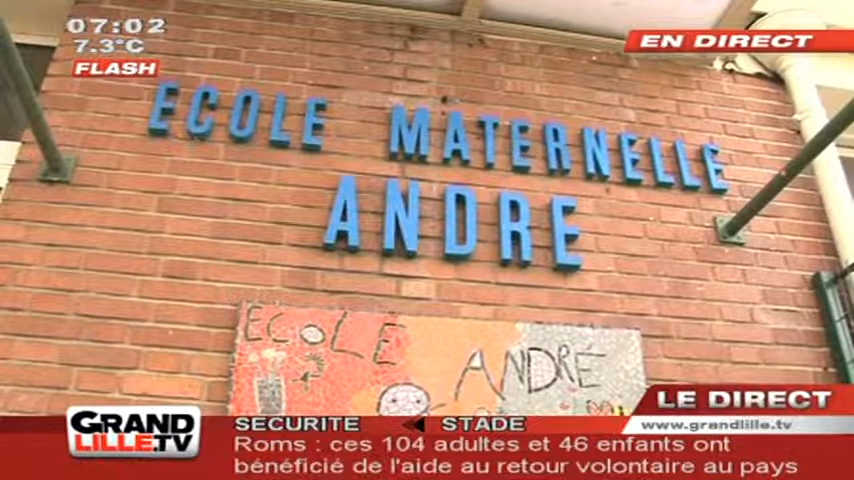 07:02
7.3°C
FLASH
EN DIRECT
ECOLE MATERNELLE
ANDRE
ECOLE
ANDRÉ
LE DIRECT
www.grandlille.tv
GRAND
LILLE.TV
SECURITE STADE
Roms : ces 104 adultes et 46 enfants ont
bénéficié de l'aide au retour volontaire au pays